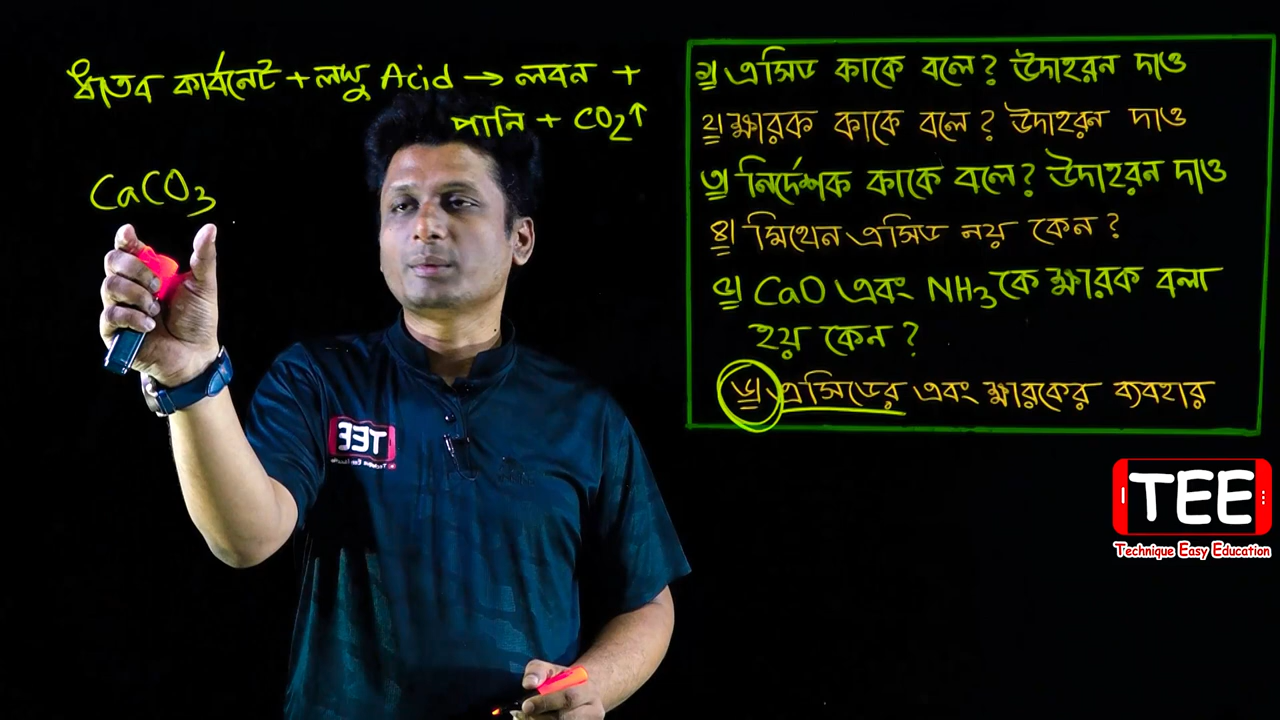 ধাতব কার্বনেট + লঘু Acid → লবন +
পানি + CO2↑
CaCO3
১) এসিড কাকে বলে? উদাহরন দাও
২) ক্ষারক কাকে বলে? উদাহরন দাও
৩) নির্দেশক কাকে বলে? উদাহরন দাও
৪) মিথেন এসিড নয় কেন?
৫) CaO এবং NH3 কে ক্ষারক বলা
হয় কেন?
৬) এসিডের এবং ক্ষারকের ব্যবহার
TEE
TEE
Technique Easy Education